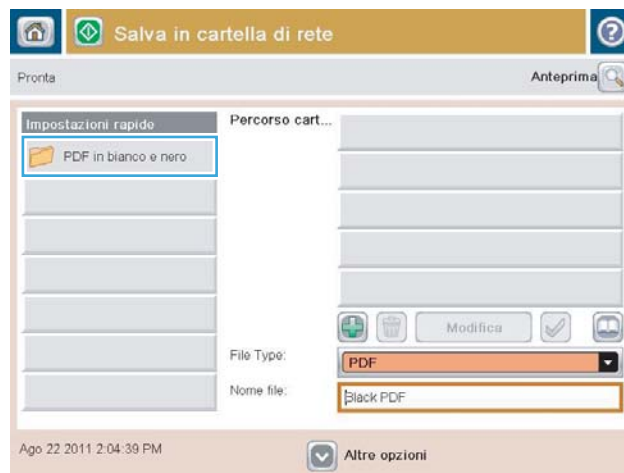 Salva in cartella di rete
Pronta
Anteprima
Impostazioni rapide
PDF in bianco e nero
Percorso cart...
Modifica
File Type:
PDF
Nome file:
Black PDF
Ago 22 2011 2:04:39 PM
Altre opzioni